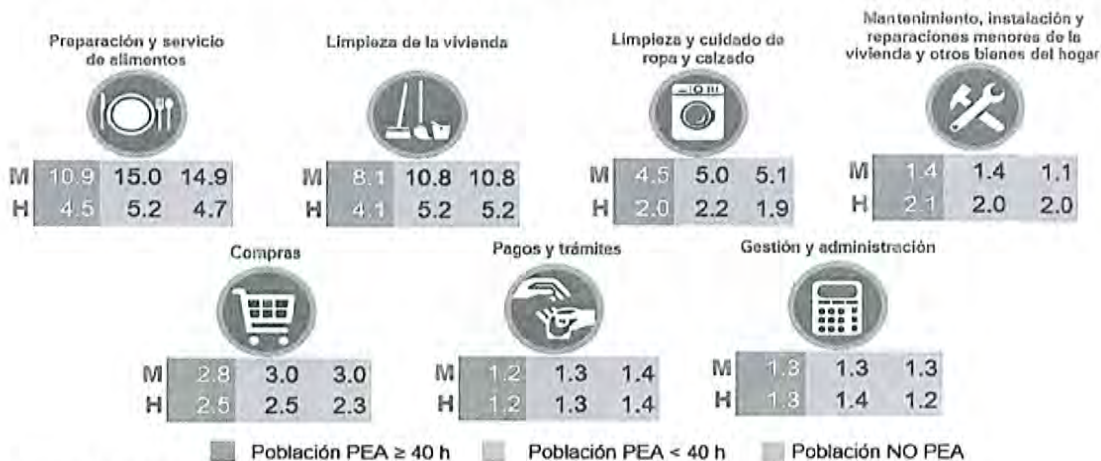 Preparación y servicio
de alimentos
Limpieza de la vivienda
Limpieza y cuidado de
ropa y calzado
Mantenimiento, instalación y
reparaciones menores de la
vivienda y otros bienes del hogar
M 10.9 15.0 14.9
H 4.5 5.2 4.7
M 8.1 10.8 10.8
H 4.1 5.2 5.2
M 4.5 5.0 5.1
H 2.0 2.2 1.9
M 1.4 1.4 1.1
H 2.1 2.0 2.0
Compras
Pagos y trámites
Gestión y administración
M 2.8 3.0 3.0
H 2.5 2.5 2.3
M 1.2 1.3 1.4
H 1.2 1.3 1.4
M 1.3 1.3 1.3
H 1.3 1.4 1.2
Población PEA ≥ 40 h
Población PEA < 40 h
Población NO PEA